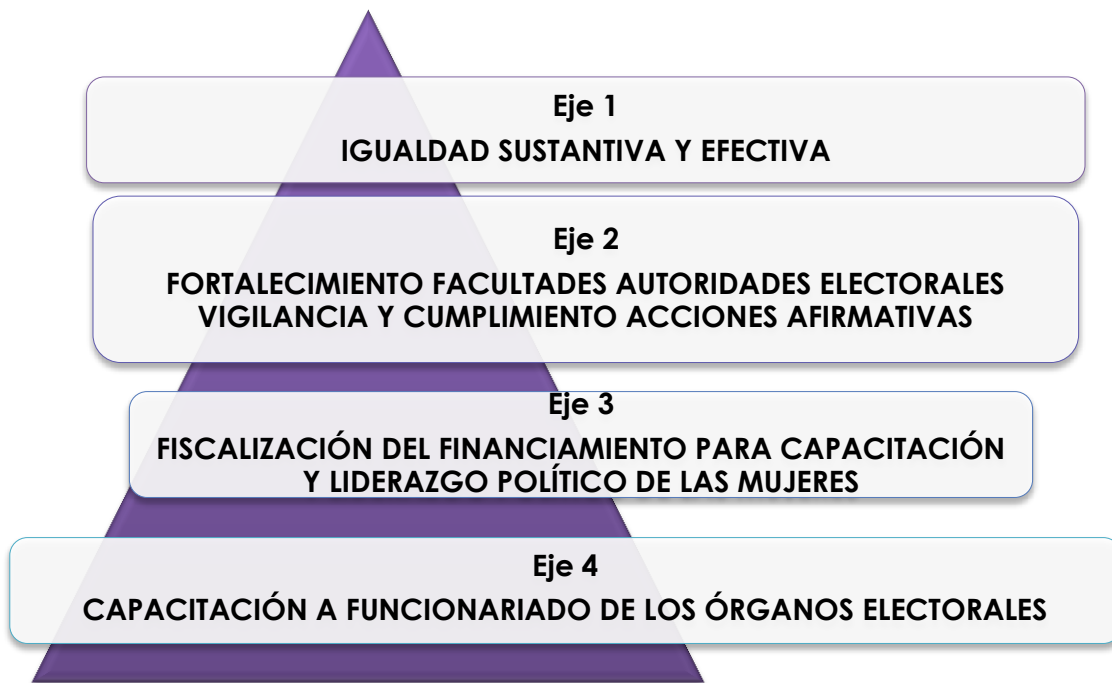 Eje 1
IGUALDAD SUSTANTIVA Y EFECTIVA
Eje 2
FORTALECIMIENTO FACULTADES AUTORIDADES ELECTORALES
VIGILANCIA Y CUMPLIMIENTO ACCIONES AFIRMATIVAS
Eje 3
FISCALIZACIÓN DEL FINANCIAMIENTO PARA CAPACITACIÓN
Y LIDERAZGO POLÍTICO DE LAS MUJERES
Eje 4
CAPACITACIÓN A FUNCIONARIADO DE LOS ÓRGANOS ELECTORALES